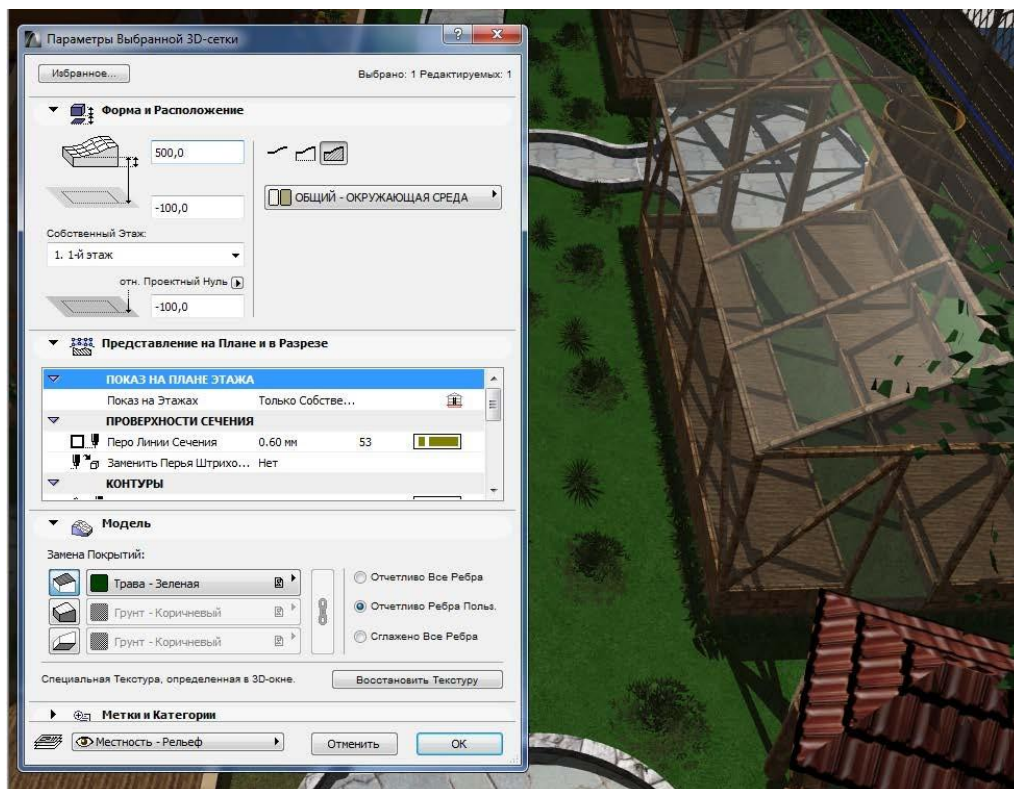 Параметры Выбранной 3D-сетки
Избранное...
Выбрано: 1 Редактируемых: 1
Форма и Расположение
500,0
ОБЩИЙ - ОКРУЖАЮЩАЯ СРЕДА
-100,0
Собственный Этаж:
1. 1-й этаж
отн. Проектный Нуль
-100,0
Представление на Плане и в Разрезе
ПОКАЗ НА ПЛАНЕ ЭТАЖА
Показ на Этажах Только Собстве...
ПРОВЕРХНОСТИ СЕЧЕНИЯ
Перо Линии Сечения 0.60 мм 53
Заменить Перья Штрихо... Нет
КОНТУРЫ
Модель
Замена Покрытий:
Трава - Зеленая
Отчетливо Все Ребра
Грунт - Коричневый
Отчетливо Ребра Польз.
Грунт - Коричневый
Сглажено Все Ребра
Специальная Текстура, определенная в 3D-окне.
Восстановить Текстуру
Метки и Категории
Местность - Рельеф
Отменить
OK